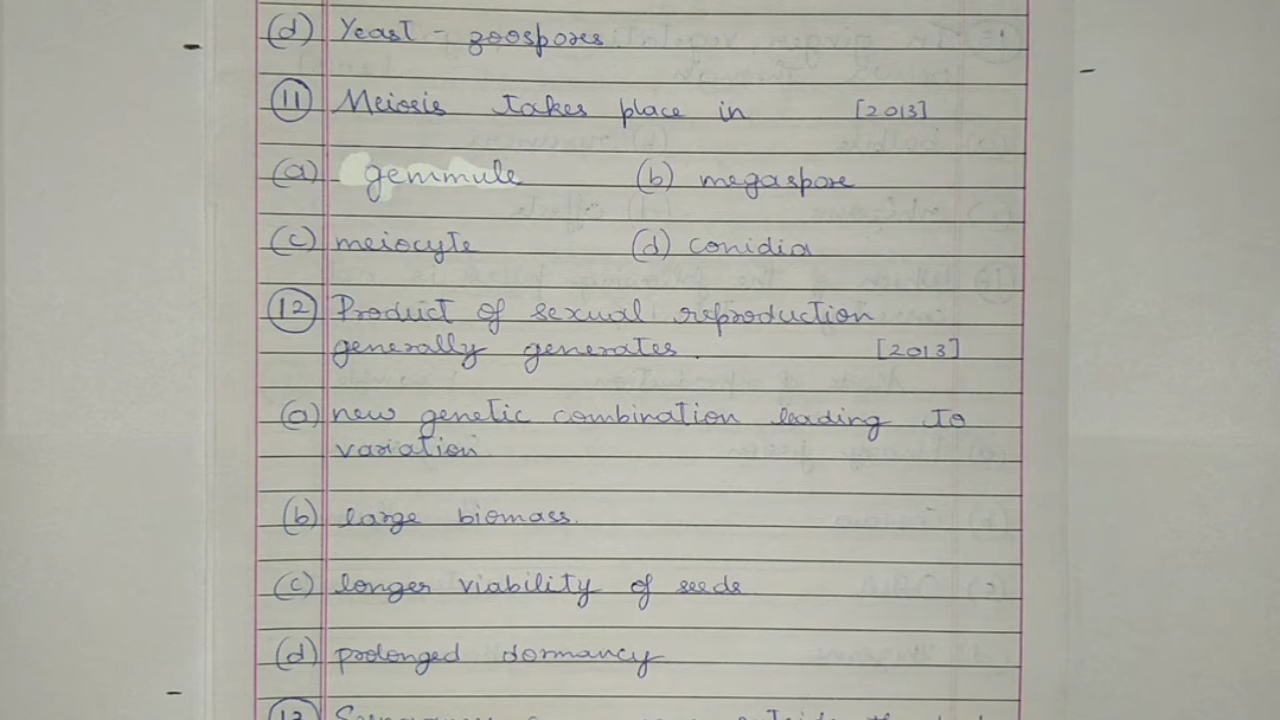 (d) Yeast - zoospores.
(11) Meiosis takes place in [2013]
(a) gemmule (b) megaspore
(c) meiocyte (d) conidia
(12) Product of sexual reproduction
generally generates. [2013]
(a) new genetic combination leading to
variation.
(b) large biomass.
(c) longer viability of seeds
(d) prolonged dormancy